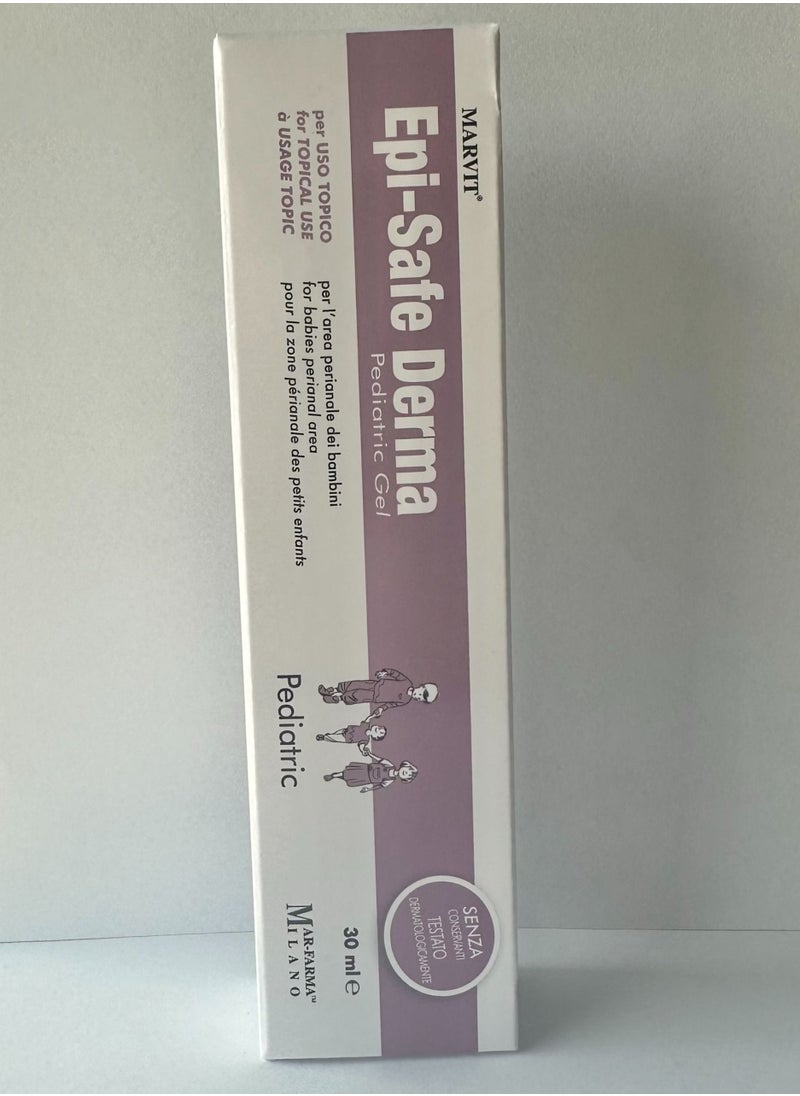 MARVIT®
Epi-Safe Derma
Pediatric Gel
per USO TOPICO
for TOPICAL USE
à USAGE TOPIC
per l'area perianale dei bambini
for babies perianal area
pour la zone périanale des petits enfants
Pediatric
SENZA
CONSERVANTI
TESTATO
DERMATOLOGICAMENTE
30 ml ℮
MAR-FARMA™
MILANO